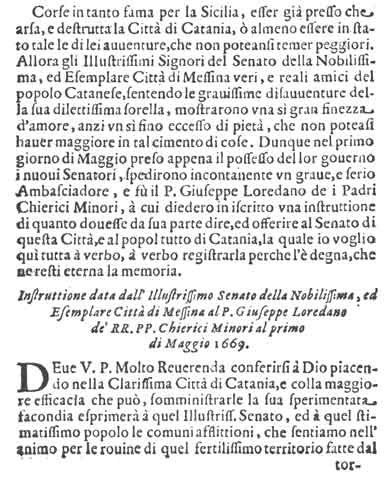 Corse in tanto fama per la Sicilia, esser già presso che
arsa, e destrutta la Città di Catania, ò almeno essere in sta-
to tale le di lei auuenture, che non poteansi temer peggiori.
Allora gli Illustrissimi Signori del Senato della Nobilissi-
ma, ed Esemplare Città di Messina veri, e reali amici del
popolo Catanese, sentendo le grauissime disauuenture del-
la sua dilettissima sorella, mostrarono vna sì gran finezza
d'amore, anzi vn sì fino eccesso di pietà, che non poteasi
hauer maggiore in tal cimento di cose. Dunque nel primo
giorno di Maggio preso appena il possesso del lor gouerno
i nuoui Senatori, spedirono incontanente vn graue, e serio
Ambasciadore, e fù il P. Giuseppe Loredano de i Padri
Chierici Minori, à cui diedero in iscritto vna instruttione
di quanto douesse da sua parte dire, ed offerire al Senato di
questa Città, e al popol tutto di Catania, la quale io voglio
quì tutta à verbo, à verbo registrarla perche l'è degna, che
ne resti eterna la memoria.
Instruttione data dall' Illustrissimo Senato della Nobilissima, ed
Esemplare Città di Messina al P. Giuseppe Loredano
de' RR. PP. Chierici Minori al primo
di Maggio 1669.
DEue V. P. Molto Reuerenda conferirsi à Dio piacen-
do nella Clarissima Città di Catania, e colla maggio-
re efficacia che può, somministrarle la sua sperimentata
facondia esprimerà a quel Illustriss. Senato, ed à quel sti-
matissimo popolo le comuni afflittioni, che sentiamo nell'
animo per le rouine di quel fertilissimo territorio fatte dal
tor-